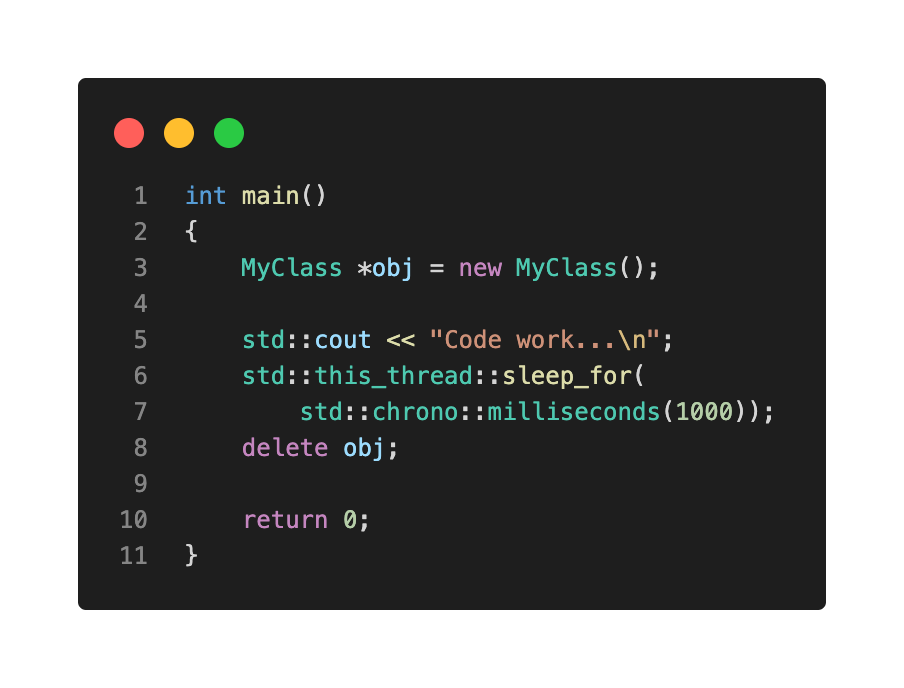 1 int main()
2 {
3     MyClass *obj = new MyClass();
4
5     std::cout << "Code work...\n";
6     std::this_thread::sleep_for(
7         std::chrono::milliseconds(1000));
8     delete obj;
9
10     return 0;
11 }